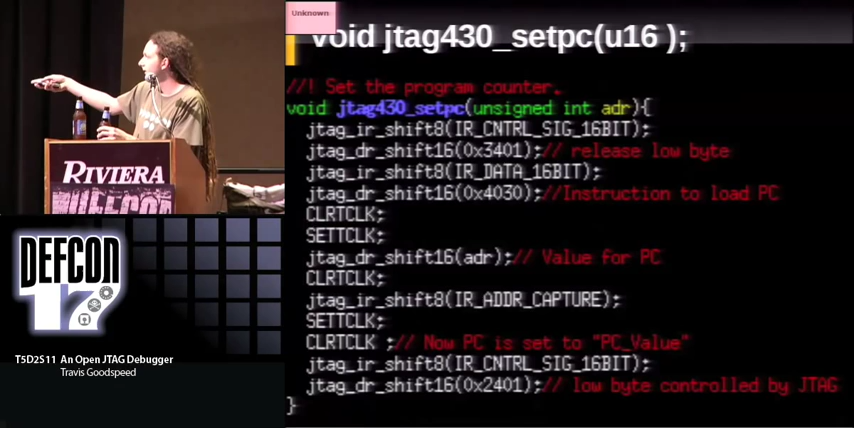 Unknown
void jtag430_setpc(u16 );
//! Set the program counter.
void jtag430_setpc(unsigned int adr){
jtag_ir_shift8(IR_CNTRL_SIG_16BIT);
jtag_dr_shift16(0x3401);// release low byte
jtag_ir_shift8(IR_DATA_16BIT);
jtag_dr_shift16(0x4030);//Instruction to load PC
CLRTCLK;
SETTCLK;
jtag_dr_shift16(adr);// Value for PC
CLRTCLK;
jtag_ir_shift8(IR_ADDR_CAPTURE);
SETTCLK;
CLRTCLK ;// Now PC is set to "PC_Value"
jtag_ir_shift8(IR_CNTRL_SIG_16BIT);
jtag_dr_shift16(0x2401);// low byte controlled by JTAG
}
RIVIERA
DEFCON
DEFCON
17
T5D2S11 An Open JTAG Debugger
Travis Goodspeed